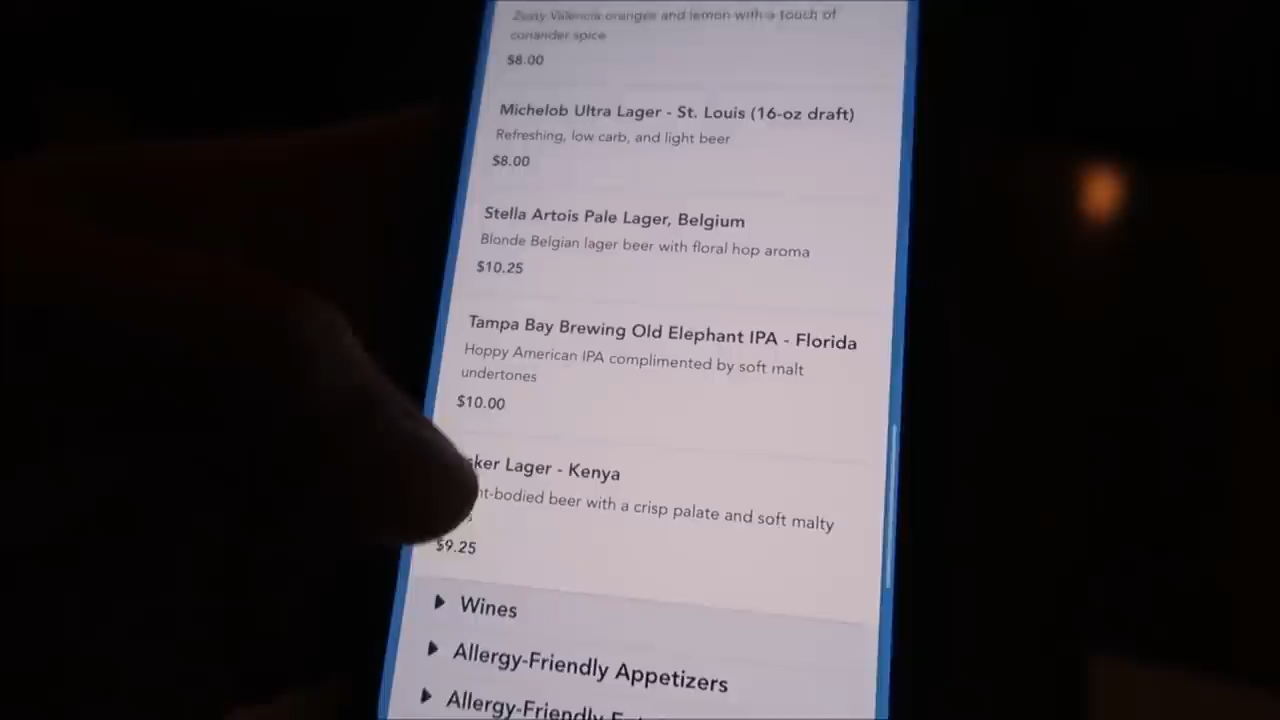 Zesty Valencia oranges and lemon with a touch of
coriander spice
$8.00
Michelob Ultra Lager - St. Louis (16-oz draft)
Refreshing, low carb, and light beer
$8.00
Stella Artois Pale Lager, Belgium
Blonde Belgian lager beer with floral hop aroma
$10.25
Tampa Bay Brewing Old Elephant IPA - Florida
Hoppy American IPA complimented by soft malt
undertones
$10.00
Lager - Kenya
beer with a crisp palate and soft malty
$9.25
Wines
Allergy-Friendly Appetizers
Allergy-Friendly